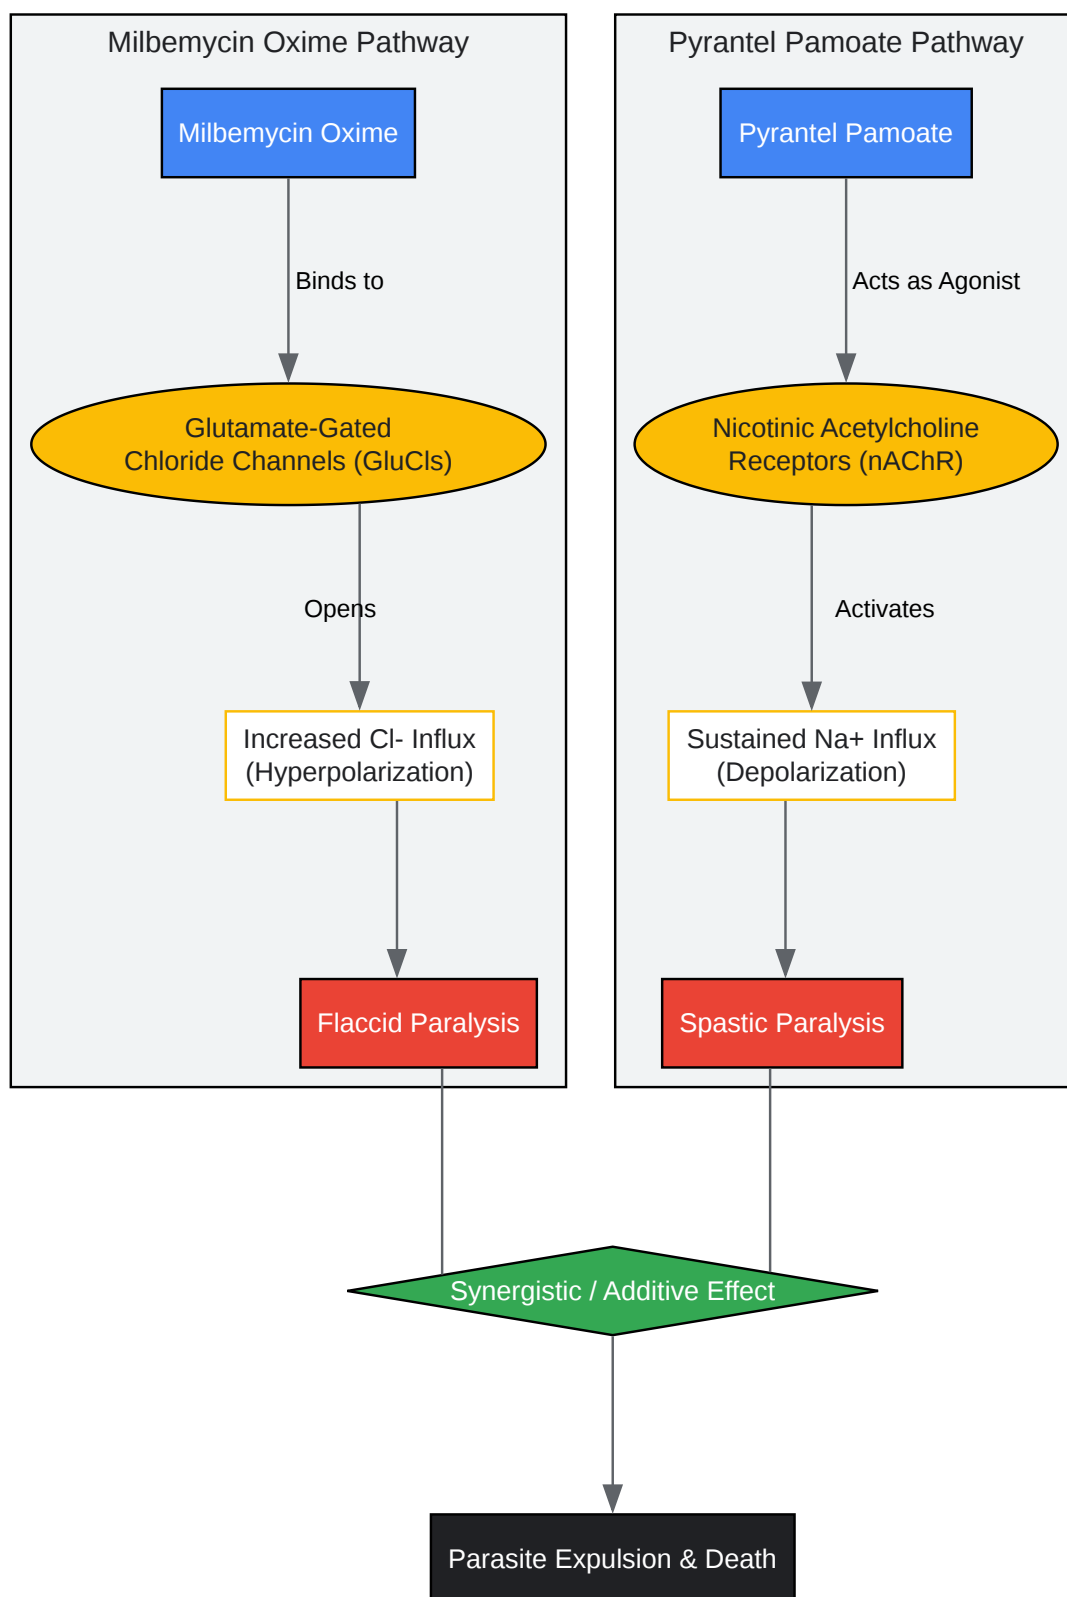 Milbemycin Oxime Pathway
Milbemycin Oxime
Binds to
Glutamate-Gated
Chloride Channels (GluCls)
Opens
Increased Cl- Influx
(Hyperpolarization)
Flaccid Paralysis
Pyrantel Pamoate Pathway
Pyrantel Pamoate
Acts as Agonist
Nicotinic Acetylcholine
Receptors (nAChR)
Activates
Sustained Na+ Influx
(Depolarization)
Spastic Paralysis
Synergistic / Additive Effect
Parasite Expulsion & Death